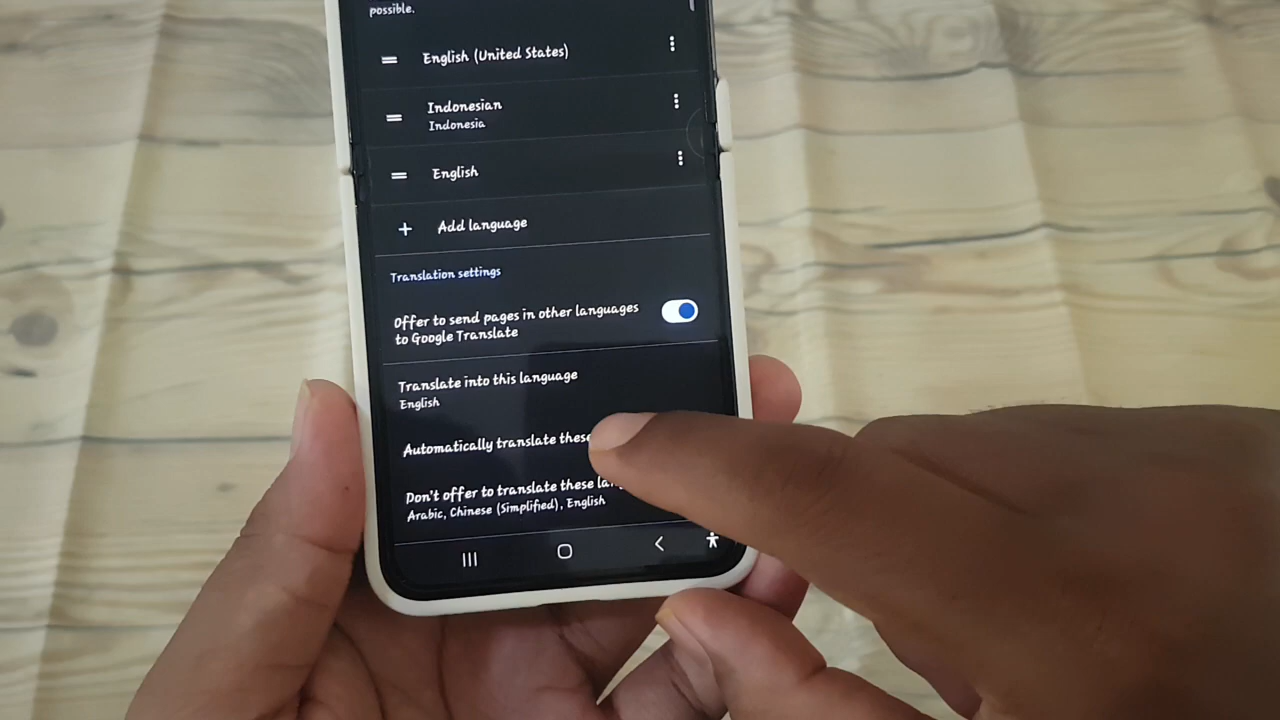 possible.
English (United States)
Indonesian
Indonesia
English
Add language
Translation settings
Offer to send pages in other languages
to Google Translate
Translate into this language
English
Automatically translate these
Don't offer to translate these
Arabic, Chinese (Simplified), English